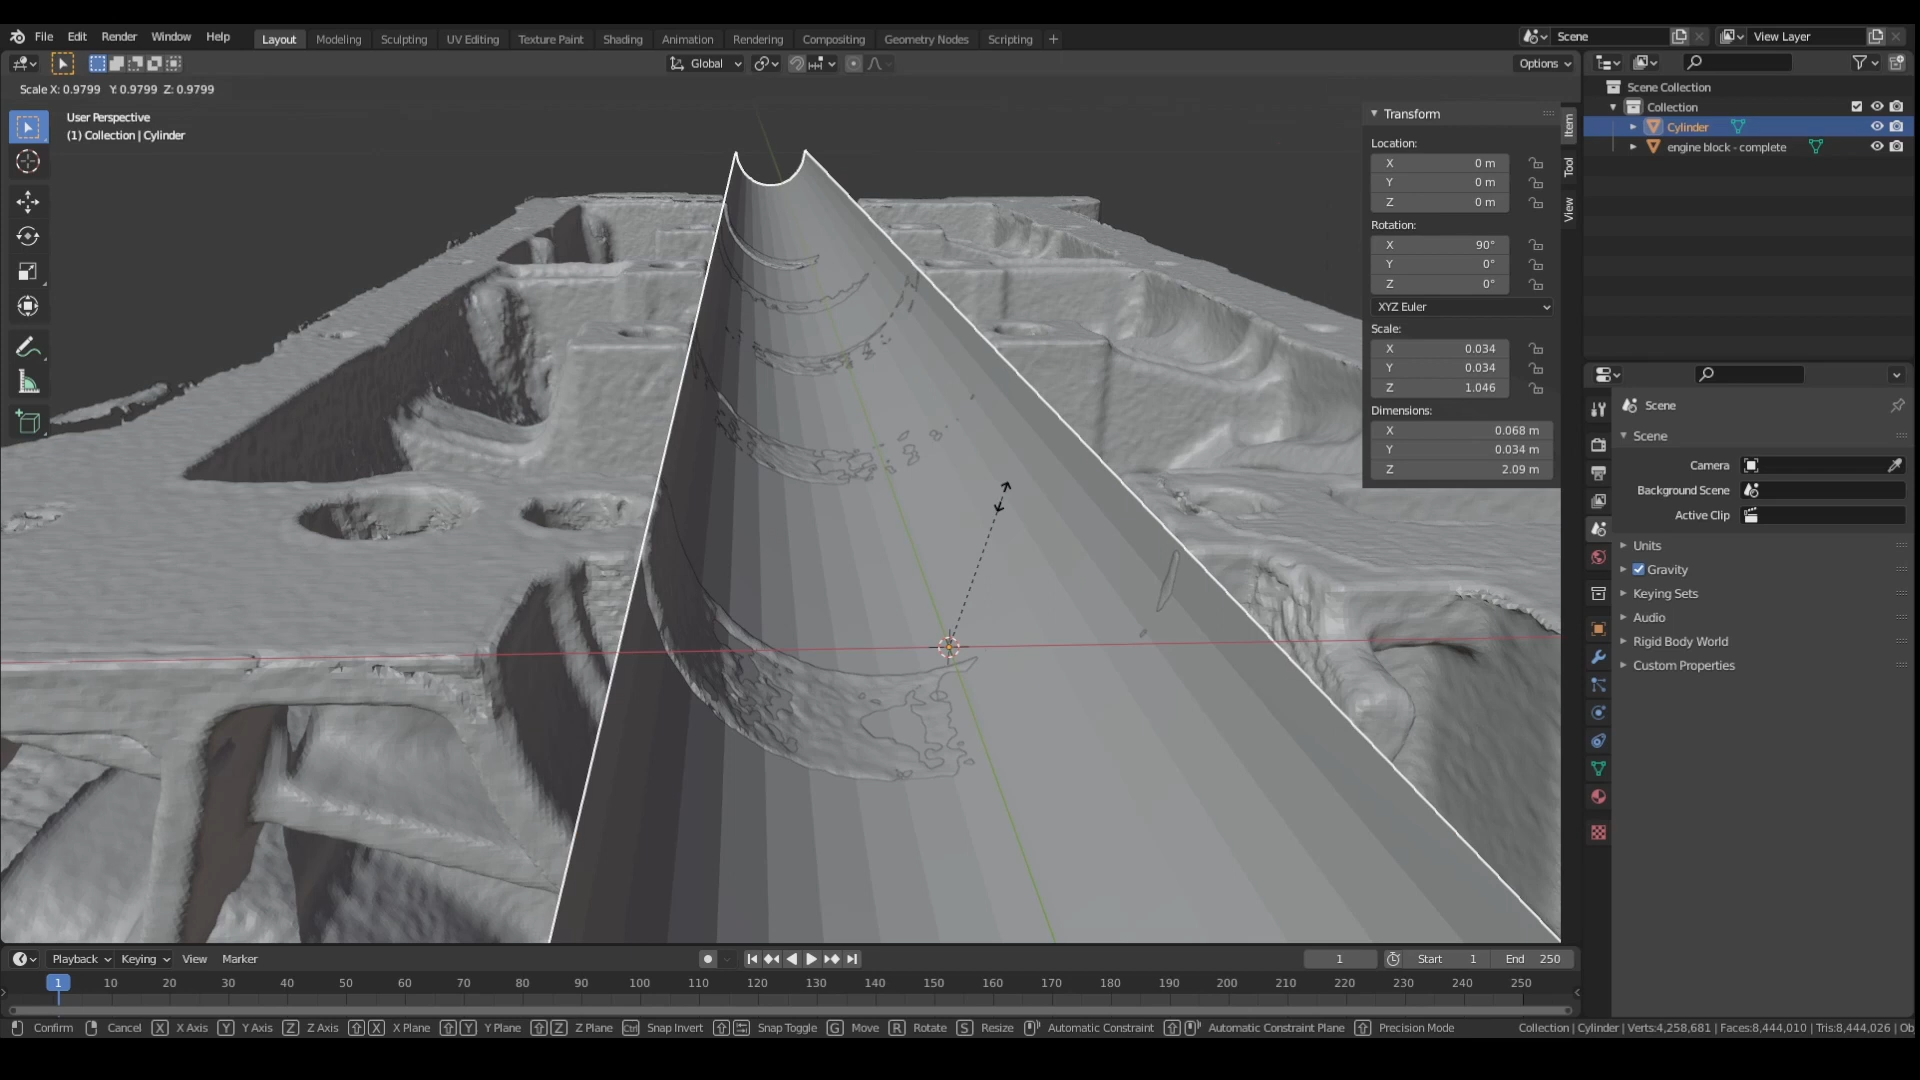 File Edit Render Window Help Layout Modeling Sculpting UV Editing Texture Paint Shading Animation Rendering Compositing Geometry Nodes Scripting + Scene View Layer
Global Options
Scale X: 0.9799 Y: 0.9799 Z: 0.9799
User Perspective
(1) Collection | Cylinder
Transform
Location:
X 0 m
Y 0 m
Z 0 m
Rotation:
X 90°
Y 0°
Z 0°
XYZ Euler
Scale:
X 0.034
Y 0.034
Z 1.046
Dimensions:
X 0.068 m
Y 0.034 m
Z 2.09 m
Item
Tool
View
Scene Collection
Collection
Cylinder
engine block - complete
Scene
Scene
Camera
Background Scene
Active Clip
Units
Gravity
Keying Sets
Audio
Rigid Body World
Custom Properties
Playback Keying View Marker 1 Start 1 End 250
1 10 20 30 40 50 60 70 80 90 100 110 120 130 140 150 160 170 180 190 200 210 220 230 240 250
Confirm Cancel X X Axis Y Y Axis Z Z Axis X X Plane Y Y Plane Z Z Plane Ctrl Snap Invert Snap Toggle G Move R Rotate S Resize Automatic Constraint Automatic Constraint Plane Precision Mode Collection | Cylinder | Verts:4,258,681 | Faces:8,444,010 | Tris:8,444,026 | Ob